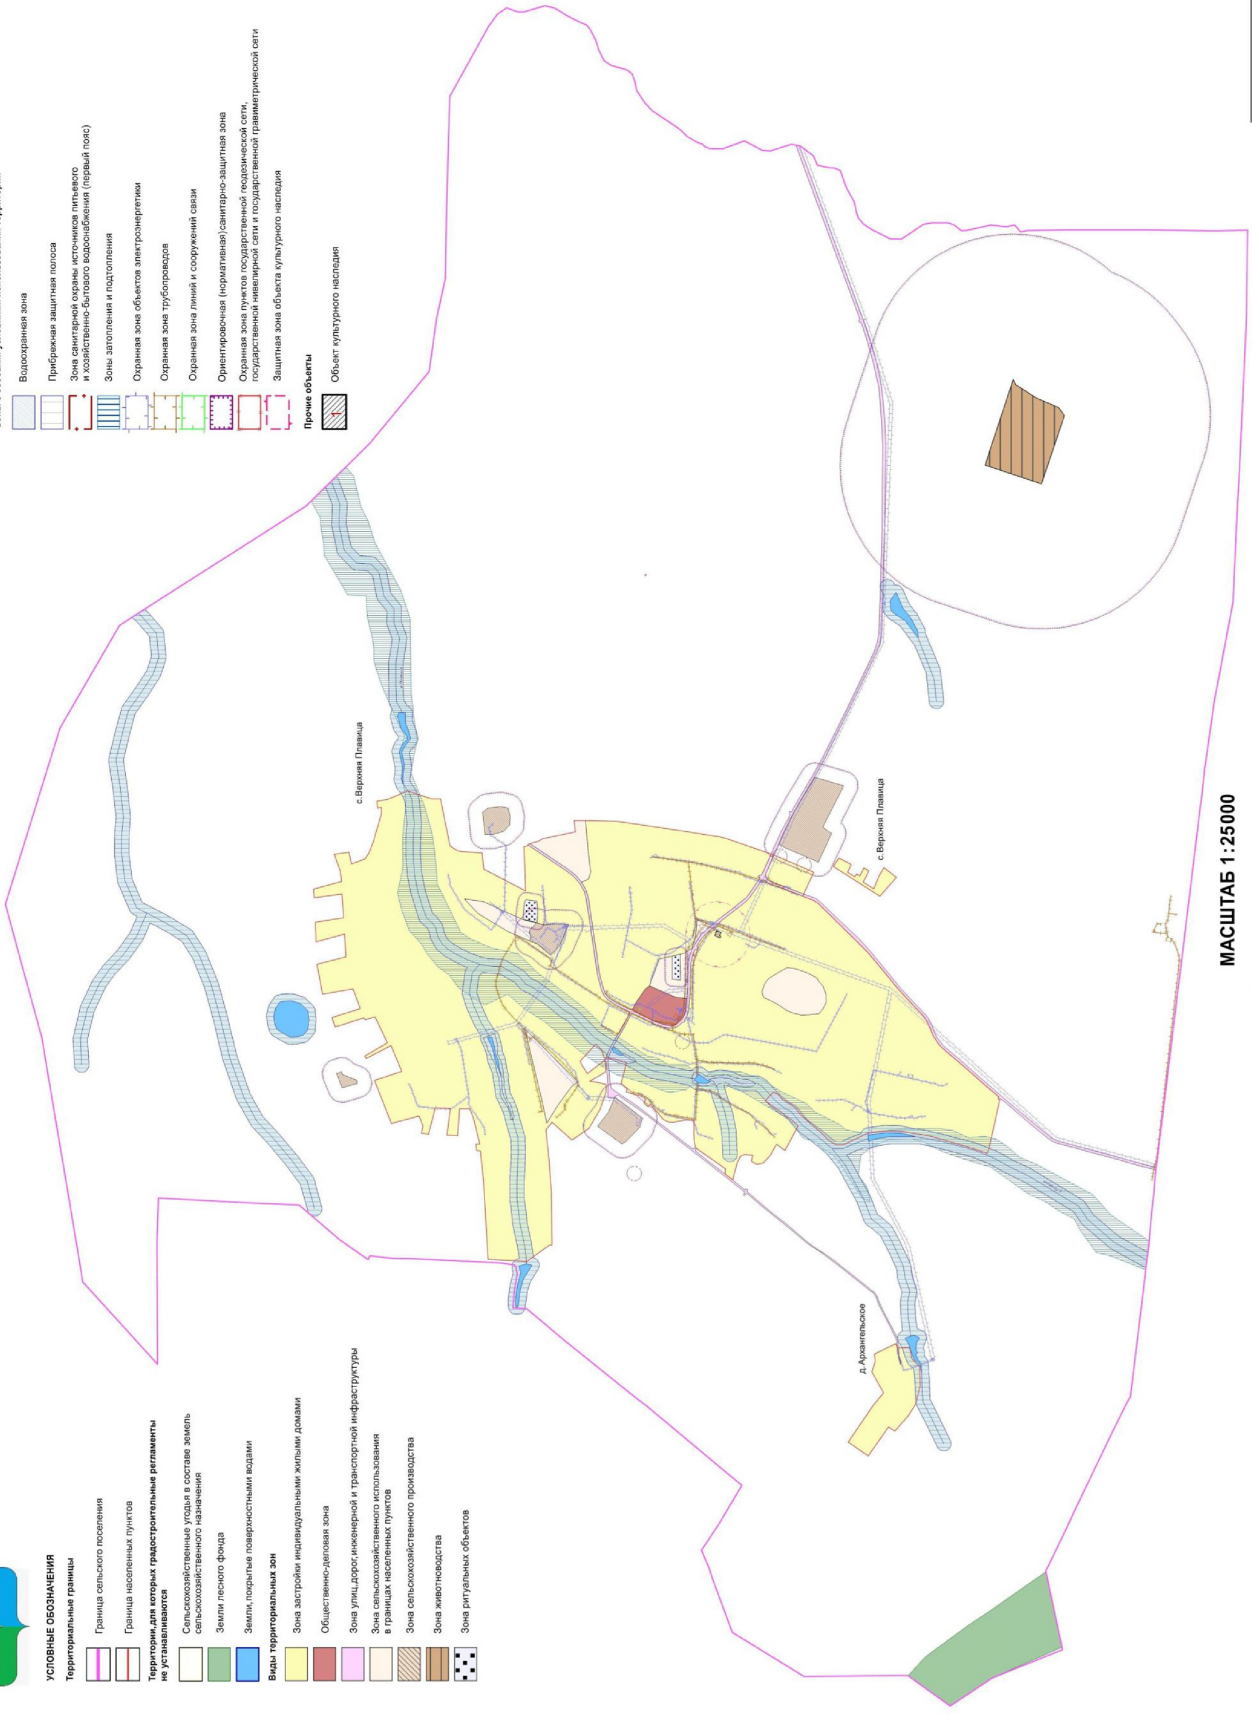 УСЛОВНЫЕ ОБОЗНАЧЕНИЯ
Территориальные границы
Граница сельского поселения
Граница населенных пунктов
Территории, для которых градостроительные регламенты
не устанавливаются
Сельскохозяйственные угодья в составе земель
сельскохозяйственного назначения
Земли лесного фонда
Земли, покрытые поверхностными водами
Виды территориальных зон
Зона застройки индивидуальными жилыми домами
Общественно-деловая зона
Зона улиц, дорог, инженерной и транспортной инфраструктуры
Зона сельскохозяйственного использования
в границах населенных пунктов
Зона сельскохозяйственного производства
Зона животноводства
Зона ритуальных объектов
Водоохранная зона
Прибрежная защитная полоса
Зона санитарной охраны источников питьевого
и хозяйственно-бытового водоснабжения (первый пояс)
Зоны затопления и подтопления
Охранная зона объектов электроэнергетики
Охранная зона трубопроводов
Охранная зона линий и сооружений связи
Ориентировочная (нормативная) санитарно-защитная зона
Охранная зона пунктов государственной геодезической сети,
государственной нивелирной сети и государственной гравиметрической сети
Защитная зона объекта культурного наследия
Прочие объекты
1
Объект культурного наследия
с.Верхняя Плавица
с.Верхняя Плавица
д.Архангельское
МАСШТАБ 1:25000